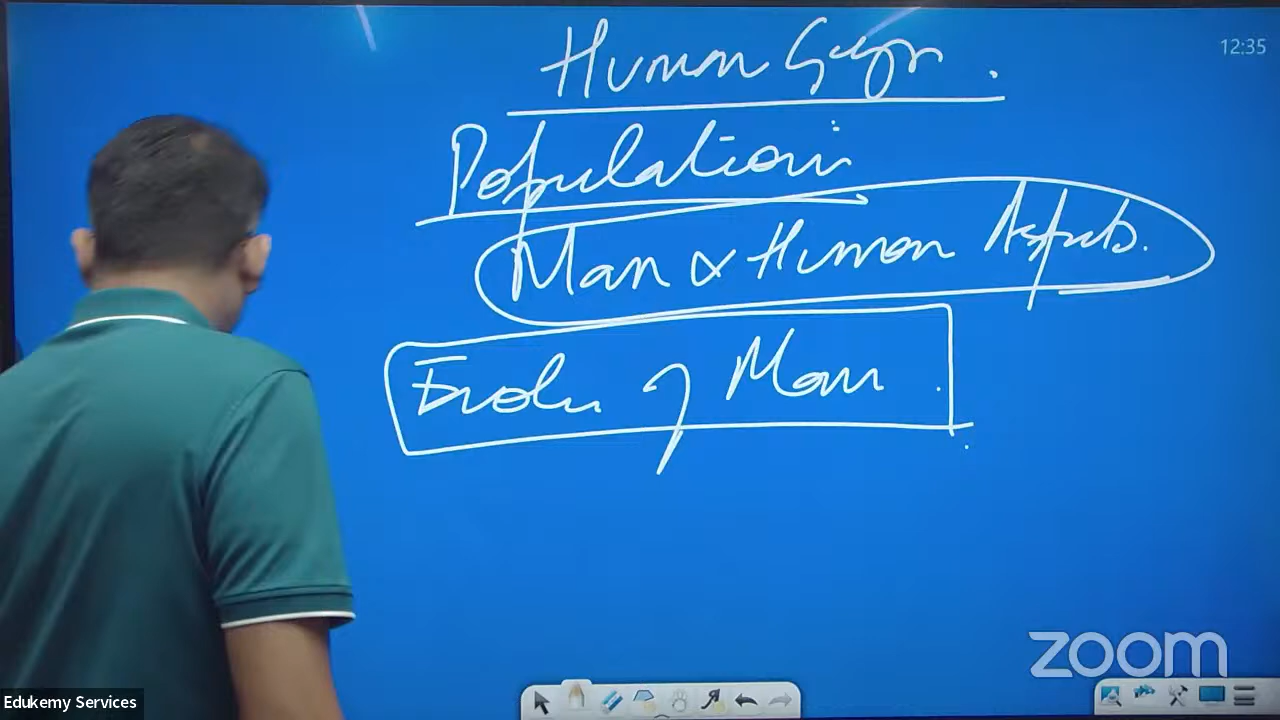 Human Geogr.
12:35
Population
Man & Human Aspects.
Evolu of Man
zoom
Edukemy Services